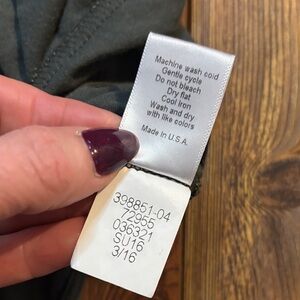 Machine wash cold
Gentle cycle
Do not bleach
Dry flat
Cool iron
Wash and dry
with like colors
Made in U.S.A.
398851-04
72955
036321
SU16
3/16